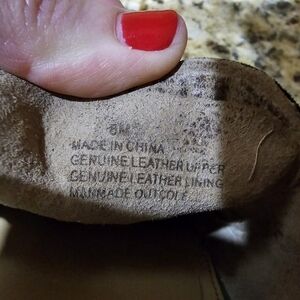 8M
MADE IN CHINA
GENUINE LEATHER UPPER
GENUINE LEATHER LINING
MANMADE OUTSOLE